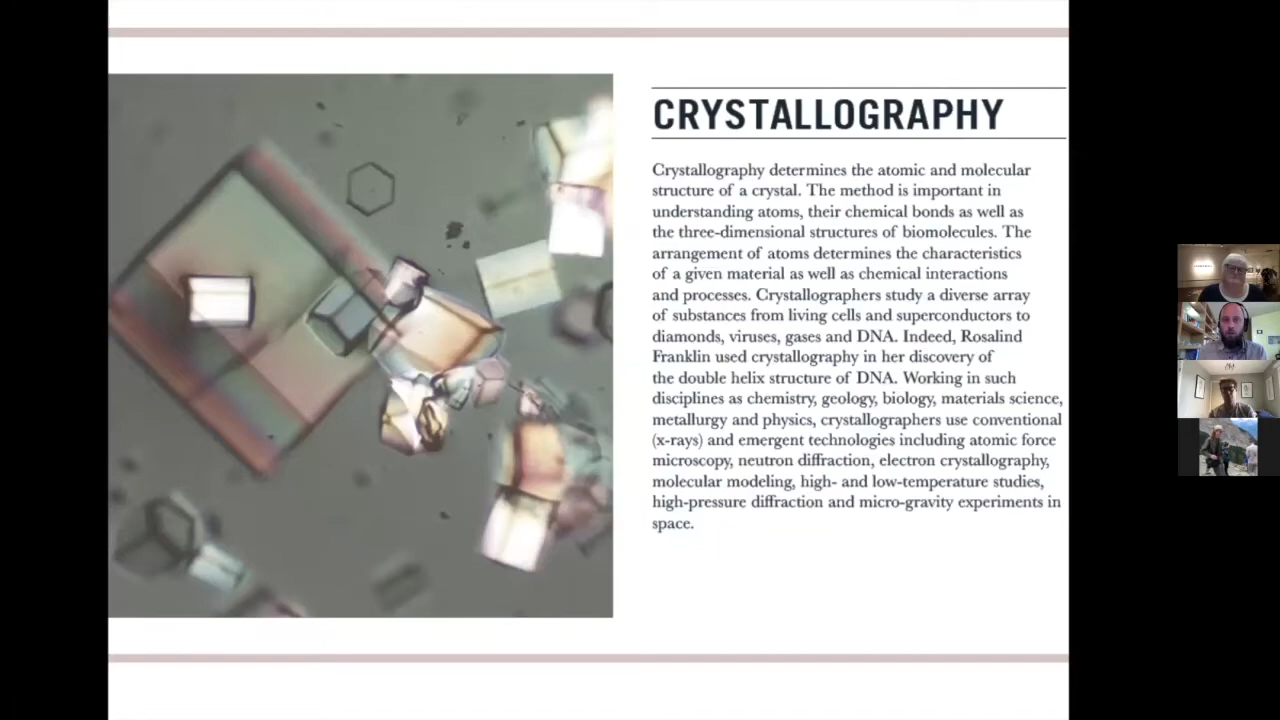 CRYSTALLOGRAPHY
Crystallography determines the atomic and molecular
structure of a crystal. The method is important in
understanding atoms, their chemical bonds as well as
the three-dimensional structures of biomolecules. The
arrangement of atoms determines the characteristics
of a given material as well as chemical interactions
and processes. Crystallographers study a diverse array
of substances from living cells and superconductors to
diamonds, viruses, gases and DNA. Indeed, Rosalind
Franklin used crystallography in her discovery of
the double helix structure of DNA. Working in such
disciplines as chemistry, geology, biology, materials science,
metallurgy and physics, crystallographers use conventional
(x-rays) and emergent technologies including atomic force
microscopy, neutron diffraction, electron crystallography,
molecular modeling, high- and low-temperature studies,
high-pressure diffraction and micro-gravity experiments in
space.